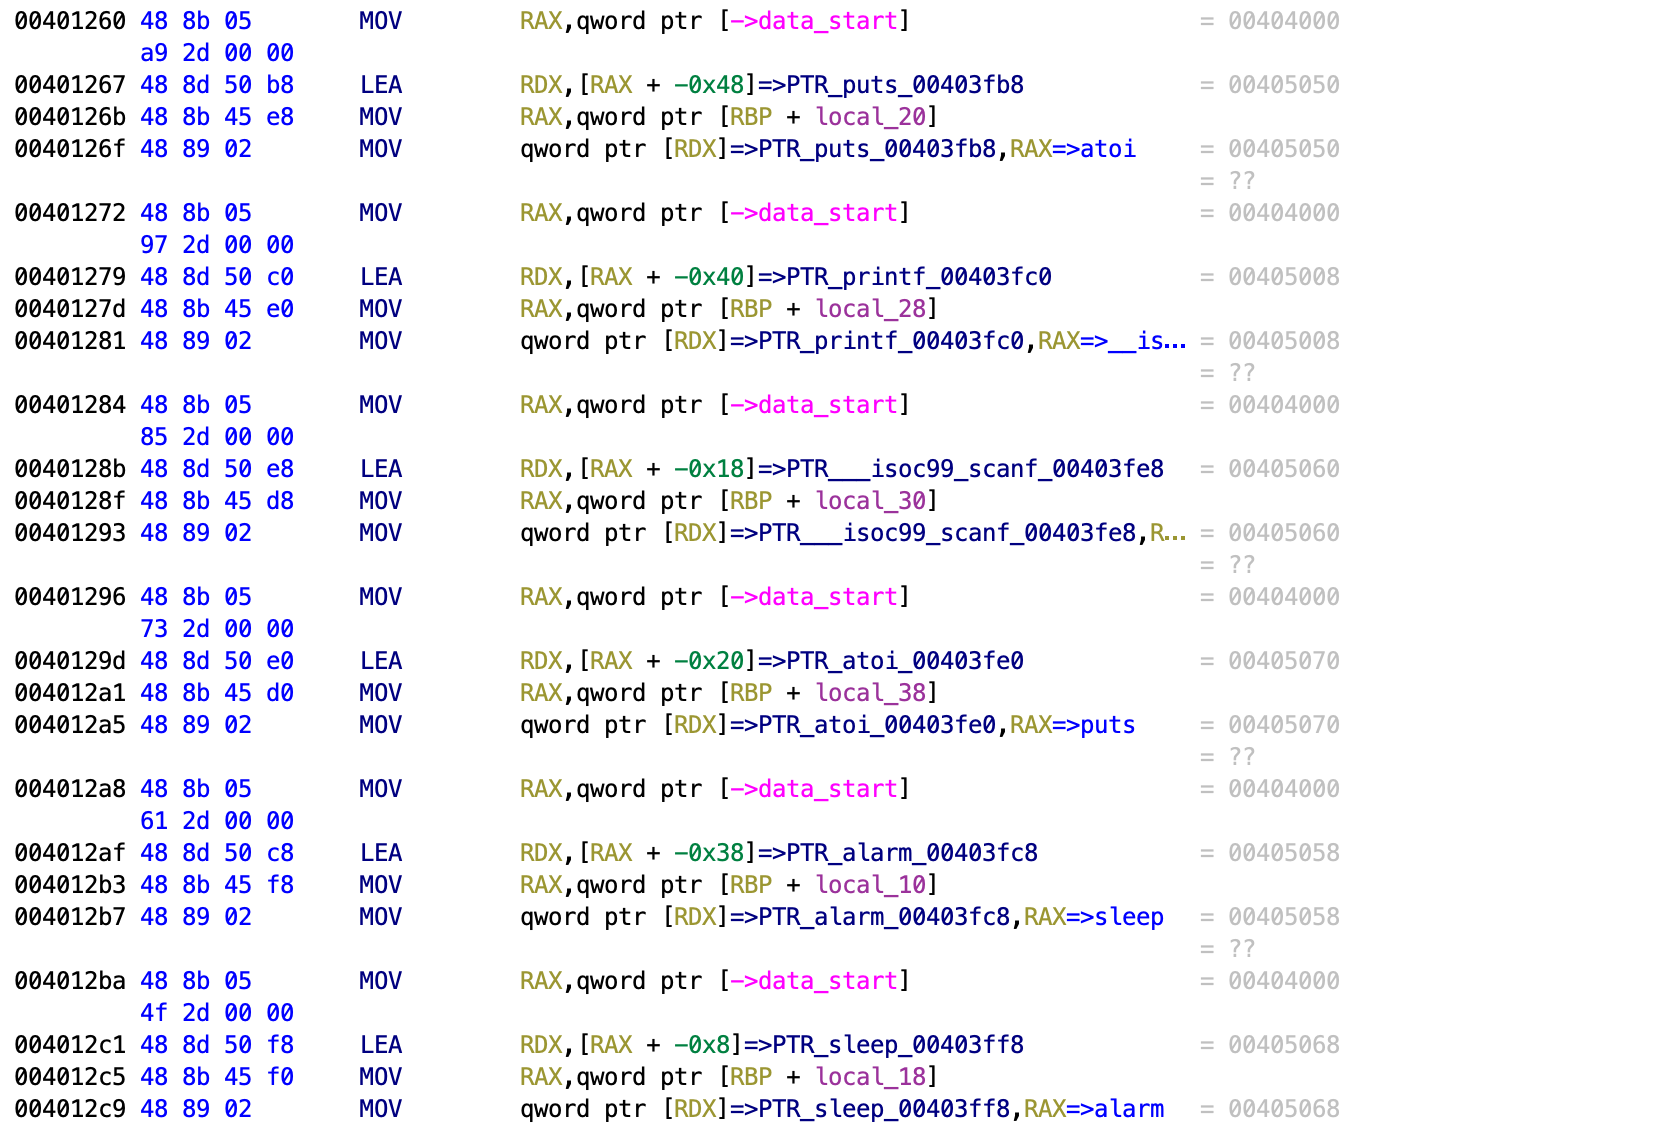 00401260 48 8b 05 MOV RAX,qword ptr [->data_start] = 00404000
a9 2d 00 00
00401267 48 8d 50 b8 LEA RDX,[RAX + -0x48]=>PTR_puts_00403fb8 = 00405050
0040126b 48 8b 45 e8 MOV RAX,qword ptr [RBP + local_20]
0040126f 48 89 02 MOV qword ptr [RDX]=>PTR_puts_00403fb8,RAX=>atoi = 00405050
= ??
00401272 48 8b 05 MOV RAX,qword ptr [->data_start] = 00404000
97 2d 00 00
00401279 48 8d 50 c0 LEA RDX,[RAX + -0x40]=>PTR_printf_00403fc0 = 00405008
0040127d 48 8b 45 e0 MOV RAX,qword ptr [RBP + local_28]
00401281 48 89 02 MOV qword ptr [RDX]=>PTR_printf_00403fc0,RAX=>__is... = 00405008
= ??
00401284 48 8b 05 MOV RAX,qword ptr [->data_start] = 00404000
85 2d 00 00
0040128b 48 8d 50 e8 LEA RDX,[RAX + -0x18]=>PTR___isoc99_scanf_00403fe8 = 00405060
0040128f 48 8b 45 d8 MOV RAX,qword ptr [RBP + local_30]
00401293 48 89 02 MOV qword ptr [RDX]=>PTR___isoc99_scanf_00403fe8,R... = 00405060
= ??
00401296 48 8b 05 MOV RAX,qword ptr [->data_start] = 00404000
73 2d 00 00
0040129d 48 8d 50 e0 LEA RDX,[RAX + -0x20]=>PTR_atoi_00403fe0 = 00405070
004012a1 48 8b 45 d0 MOV RAX,qword ptr [RBP + local_38]
004012a5 48 89 02 MOV qword ptr [RDX]=>PTR_atoi_00403fe0,RAX=>puts = 00405070
= ??
004012a8 48 8b 05 MOV RAX,qword ptr [->data_start] = 00404000
61 2d 00 00
004012af 48 8d 50 c8 LEA RDX,[RAX + -0x38]=>PTR_alarm_00403fc8 = 00405058
004012b3 48 8b 45 f8 MOV RAX,qword ptr [RBP + local_10]
004012b7 48 89 02 MOV qword ptr [RDX]=>PTR_alarm_00403fc8,RAX=>sleep = 00405058
= ??
004012ba 48 8b 05 MOV RAX,qword ptr [->data_start] = 00404000
4f 2d 00 00
004012c1 48 8d 50 f8 LEA RDX,[RAX + -0x8]=>PTR_sleep_00403ff8 = 00405068
004012c5 48 8b 45 f0 MOV RAX,qword ptr [RBP + local_18]
004012c9 48 89 02 MOV qword ptr [RDX]=>PTR_sleep_00403ff8,RAX=>alarm = 00405068